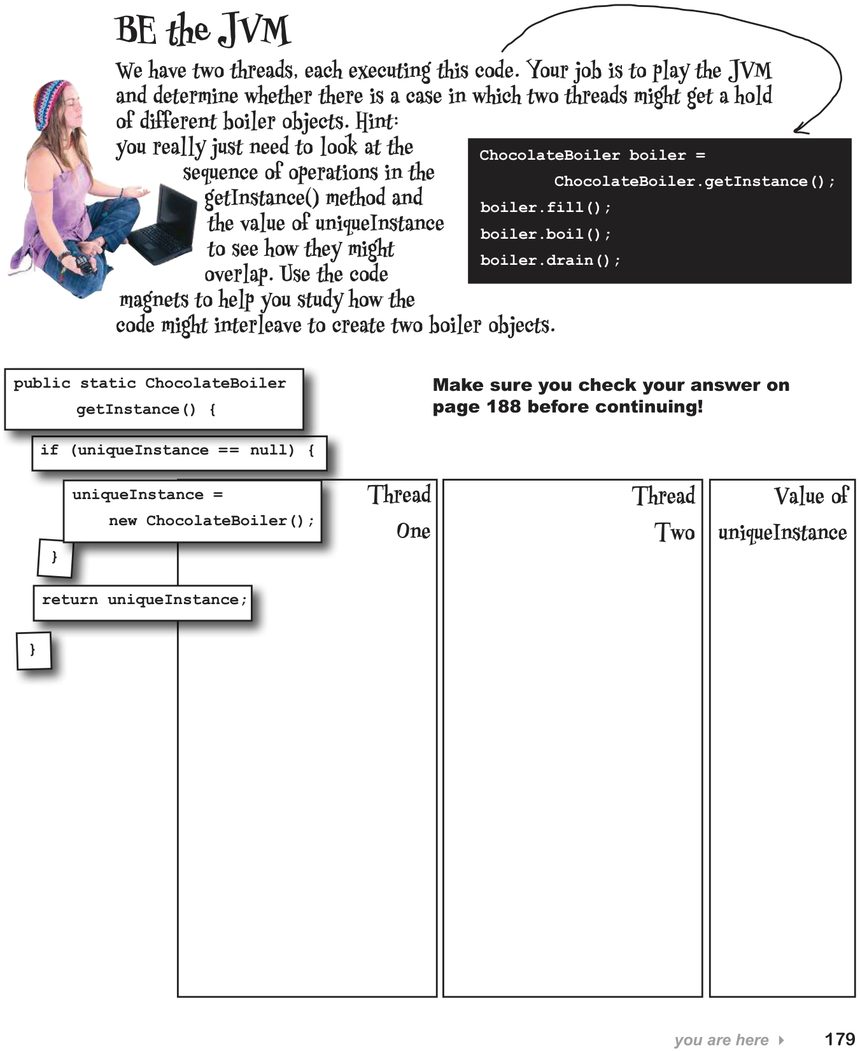 BE the JVM
We have two threads, each executing this code. Your job is to play the JVM
and determine whether there is a case in which two threads might get a hold
of different boiler objects. Hint:
you really just need to look at the
sequence of operations in the
getInstance() method and
the value of uniqueInstance
to see how they might
overlap. Use the code
magnets to help you study how the
code might interleave to create two boiler objects.
ChocolateBoiler boiler =
ChocolateBoiler.getInstance();
boiler.fill();
boiler.boil();
boiler.drain();
public static ChocolateBoiler
getInstance() {
if (uniqueInstance == null) {
uniqueInstance =
new ChocolateBoiler();
}
return uniqueInstance;
}
Make sure you check your answer on
page 188 before continuing!
Thread
One
Thread
Two
Value of
uniqueInstance
you are here ▸ 179